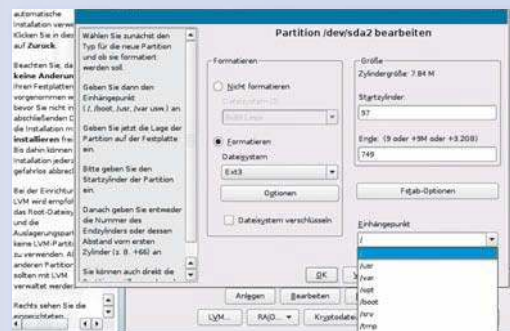 automatische
Installation verwe
Klicken Sie in dies
auf Zurück.
Beachten Sie, da
keine Änderun
Ihren Festplatten
vorgenommen w
bevor Sie nicht in
abschließenden D
die Installation m
installieren fre
Bis dahin können
Installation jederz
gefahrlos abbrec
Bei der Einrichtu
LVM wird empfol
das Root-Dateisy
und die
Auslagerungspart
keine LVM-Partiti
zu verwenden. Al
anderen Partition
sollten mit LVM
verwaltet werden
Rechts sehen Sie die
eingerichteten
Wählen Sie zunächst den
Typ für die neue Partition
und ob sie formatiert
werden soll.
Geben Sie dann den
Einhängepunkt
( /, /boot, /usr, /var usw.) an
Geben Sie jetzt die Lage der
Partition auf der Festplatte
ein.
Bitte geben Sie den
Startzylinder der Partition
ein.
Danach geben Sie entweder
die Nummer des
Endzylinders oder dessen
Abstand vom ersten
Zylinder (z. B. +66) an
Sie können auch direkt die
Partition /dev/sda2 bearbeiten
Formatieren
Nicht formatieren
Dateisystem-ID:
0x83 Linux
Formatieren
Dateisystem
Ext3
Optionen
Dateisystem verschlüsseln
Größe
Zylindergröße: 7.84 M
Startzylinder
97
Ende: (9 oder +9M oder +3.2GB)
749
Fstab-Optionen
Einhängepunkt
/
/usr
/var
/opt
/boot
/srv
/tmp
OK
Anlegen
Bearbeiten
LVM...
RAID...
Kryptodatei